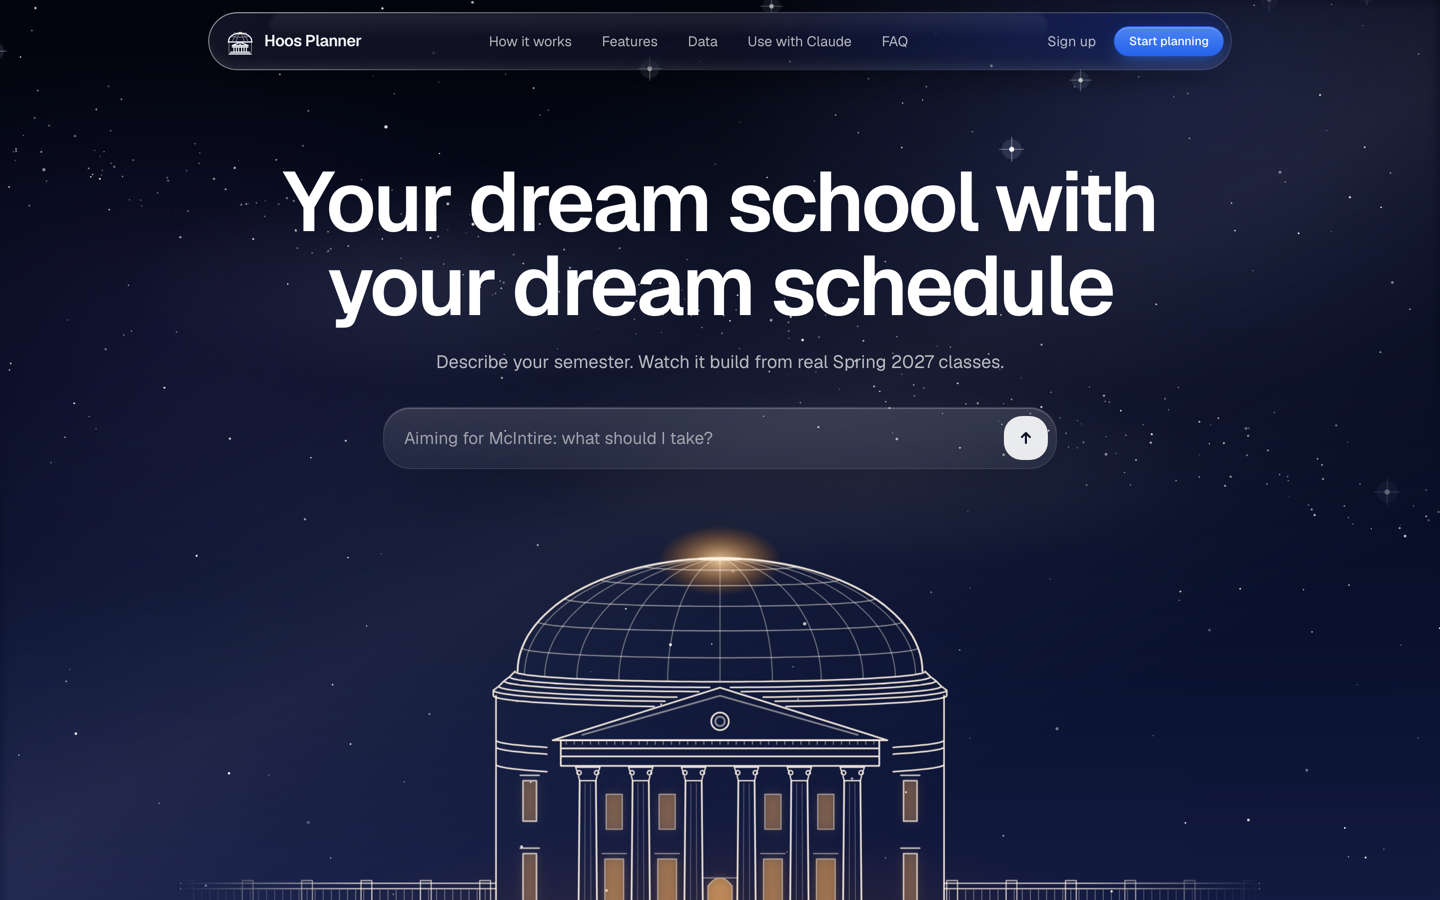 Hoos Planner
How it works
Features
Data
Use with Claude
FAQ
Sign up
Start planning
Your dream school with
your dream schedule
Describe your semester. Watch it build from real Spring 2027 classes.
Aiming for McIntire: what should I take?